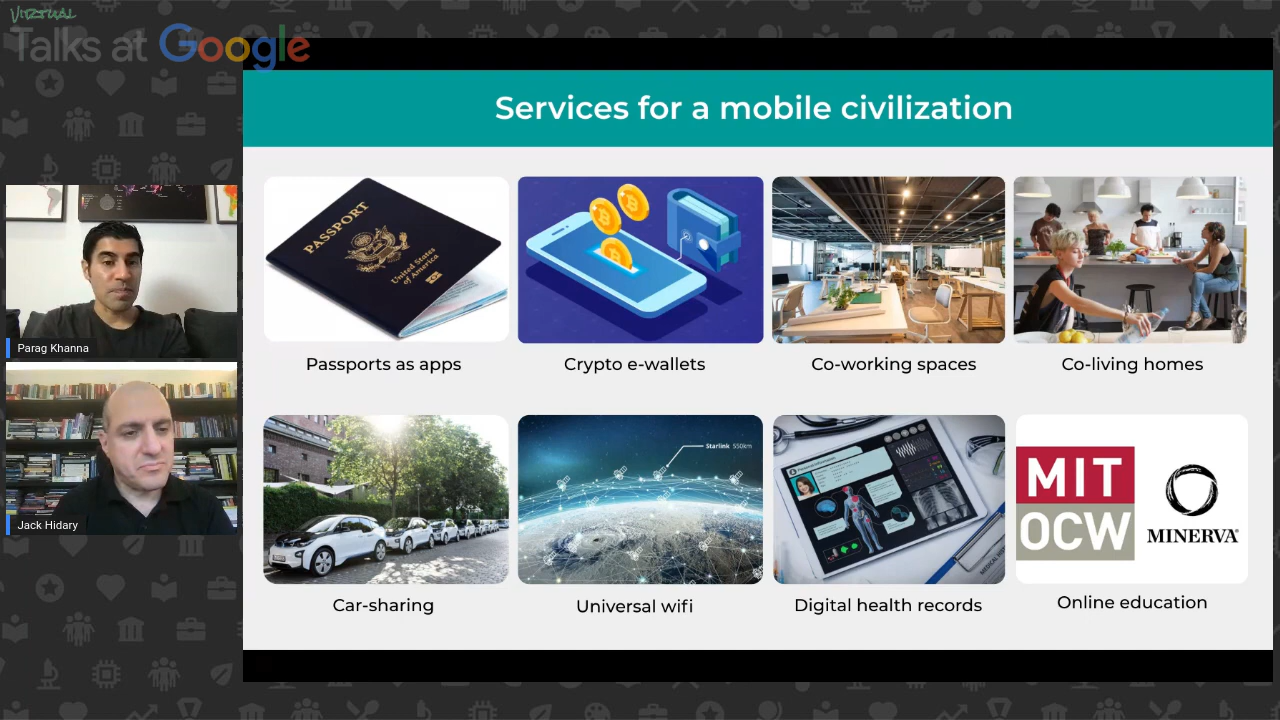 VIRTUAL
Talks at Google
Services for a mobile civilization
PASSPORT
United States
of America
Passports as apps
Crypto e-wallets
Co-working spaces
Co-living homes
Parag Khanna
Starlink 550km
Car-sharing
Universal wifi
Digital health records
MIT
OCW
MINERVA
Online education
Jack Hidary